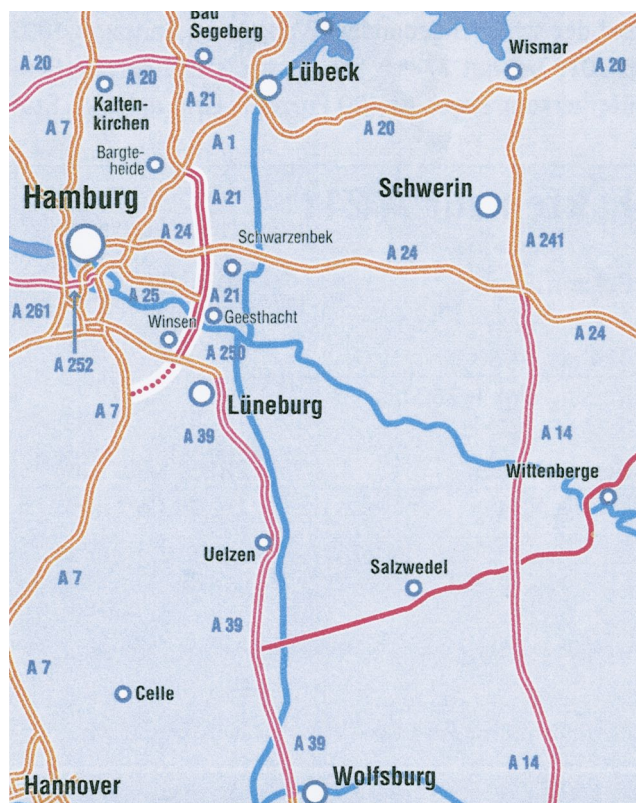 Bad
Segeberg
Wismar
A 20
A 20
A 20
Lübeck
Kalten-
kirchen
A 21
A 7
A 1
A 20
Bargte-
heide
A 21
Schwerin
Hamburg
A 24
Schwarzenbek
A 24
A 241
A 25
A 21
A 261
Winsen
Geesthacht
A 24
A 252
A 250
A 7
Lüneburg
A 39
A 14
Wittenberge
Uelzen
Salzwedel
A 7
A 39
A 7
Celle
A 39
A 14
Hannover
Wolfsburg